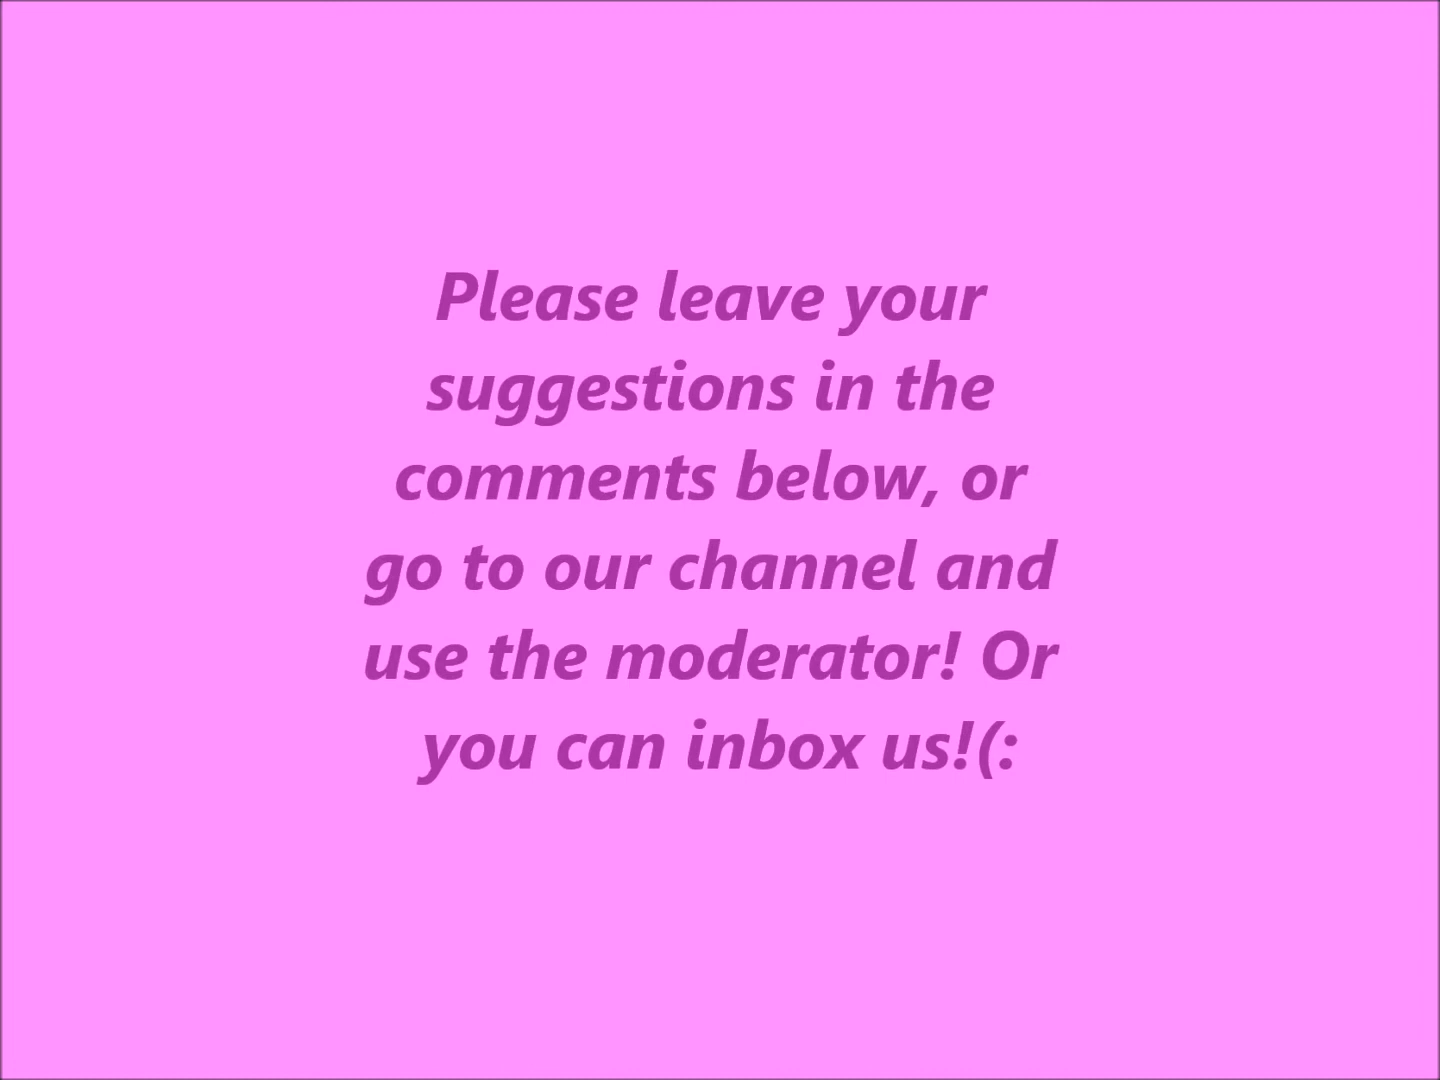 Please leave your
suggestions in the
comments below, or
go to our channel and
use the moderator! Or
you can inbox us!(: